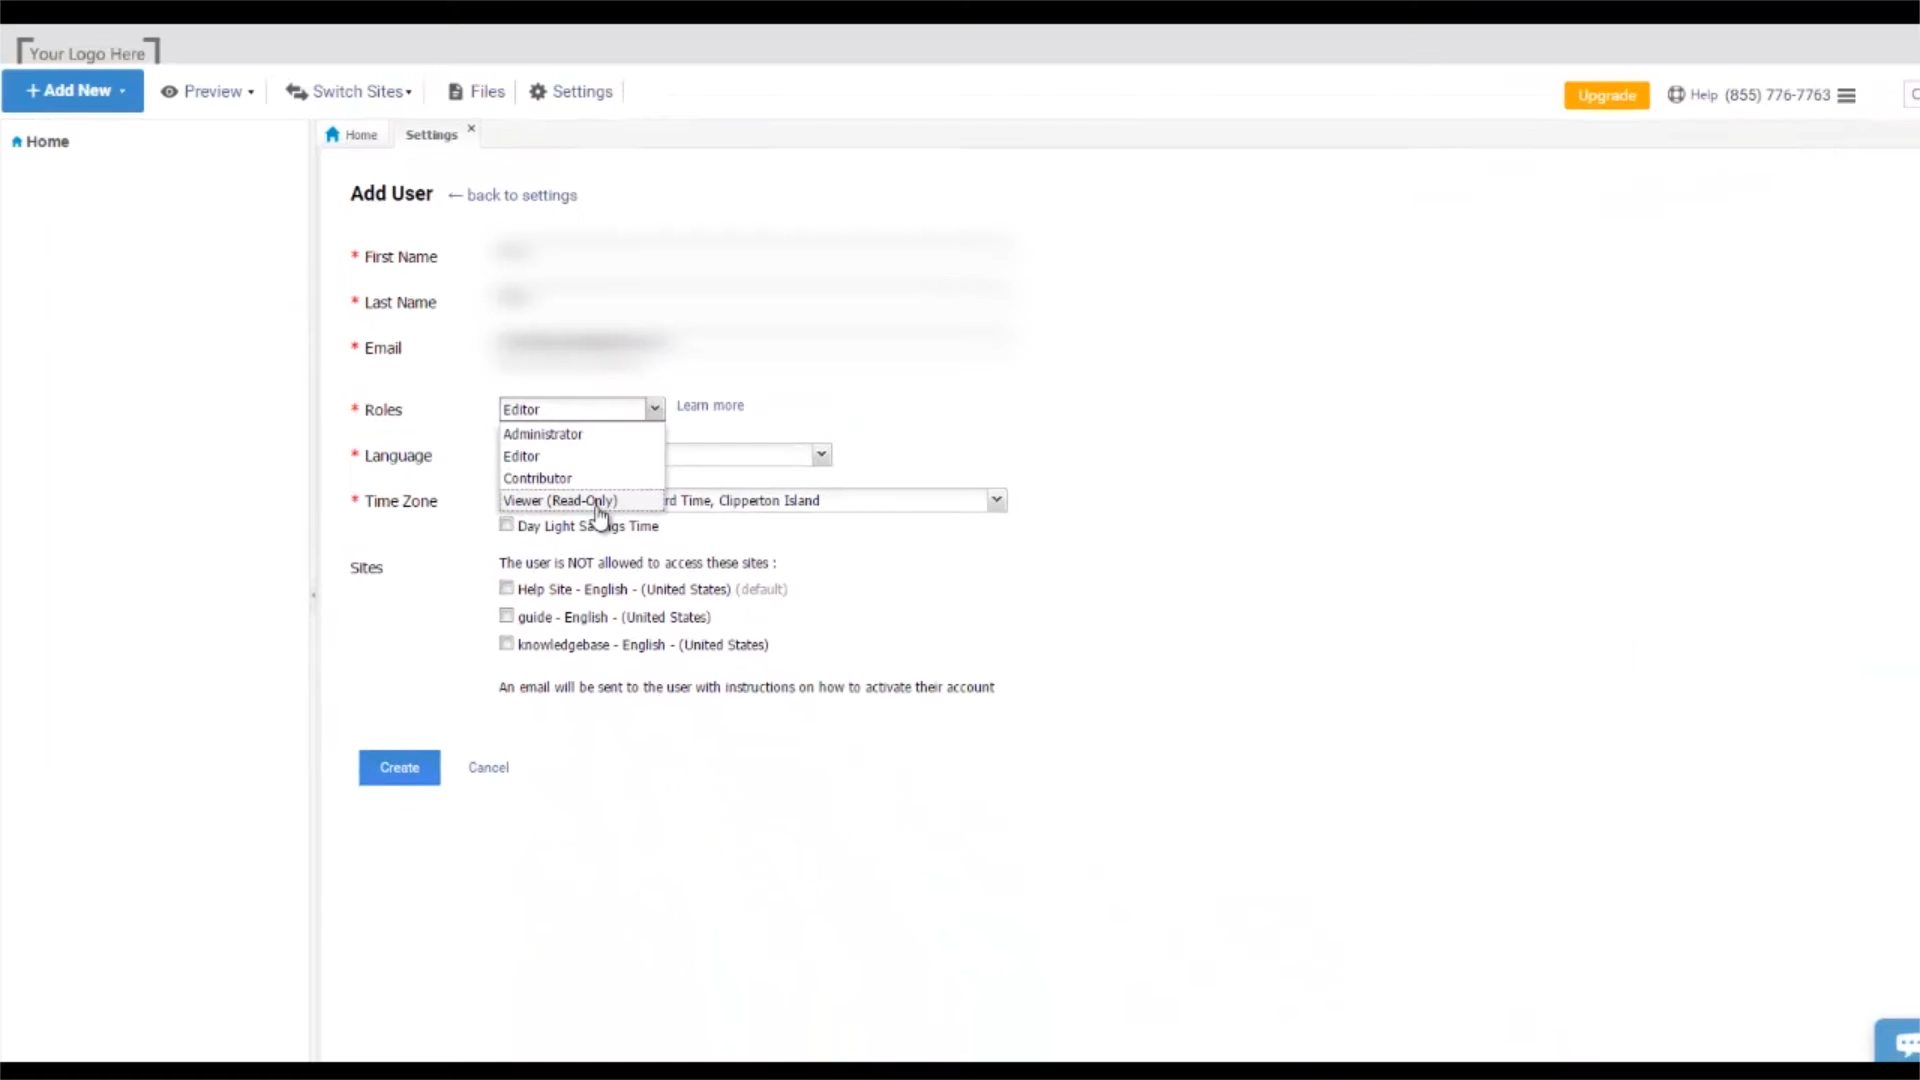 Your Logo Here
+ Add New
Preview
Switch Sites
Files
Settings
Upgrade
Help (855) 776-7763
Home
Home
Settings
Add User ← back to settings
* First Name
* Last Name
* Email
* Roles
Editor
Learn more
Administrator
Editor
Contributor
Viewer (Read-Only)
* Language
* Time Zone
rd Time, Clipperton Island
Day Light Savings Time
Sites
The user is NOT allowed to access these sites :
Help Site - English - (United States) (default)
guide - English - (United States)
knowledgebase - English - (United States)
An email will be sent to the user with instructions on how to activate their account
Create
Cancel